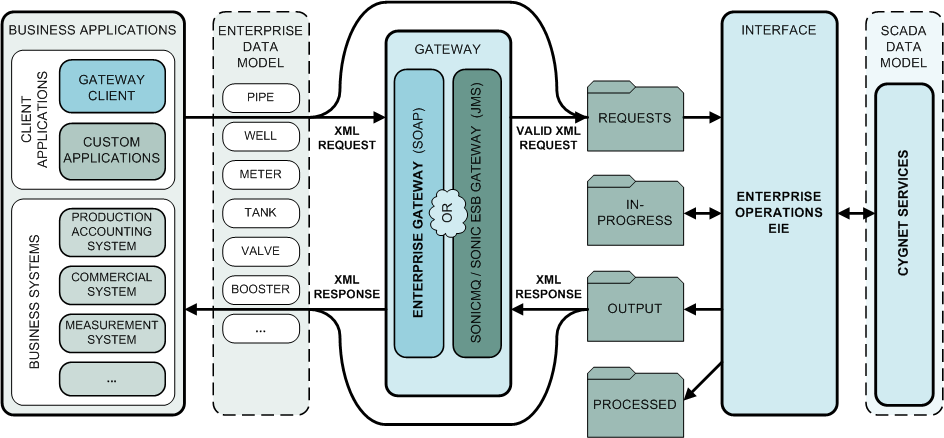 BUSINESS APPLICATIONS
CLIENT
APPLICATIONS
GATEWAY
CLIENT
CUSTOM
APPLICATIONS
BUSINESS SYSTEMS
PRODUCTION
ACCOUNTING
SYSTEM
COMMERCIAL
SYSTEM
MEASUREMENT
SYSTEM
...
ENTERPRISE
DATA
MODEL
PIPE
WELL
METER
TANK
VALVE
BOOSTER
...
XML
REQUEST
XML
RESPONSE
GATEWAY
ENTERPRISE GATEWAY (SOAP)
OR
SONICMQ / SONIC ESB GATEWAY (JMS)
VALID XML
REQUEST
XML
RESPONSE
REQUESTS
IN-
PROGRESS
OUTPUT
PROCESSED
INTERFACE
ENTERPRISE
OPERATIONS
EIE
SCADA
DATA
MODEL
CYGNET SERVICES